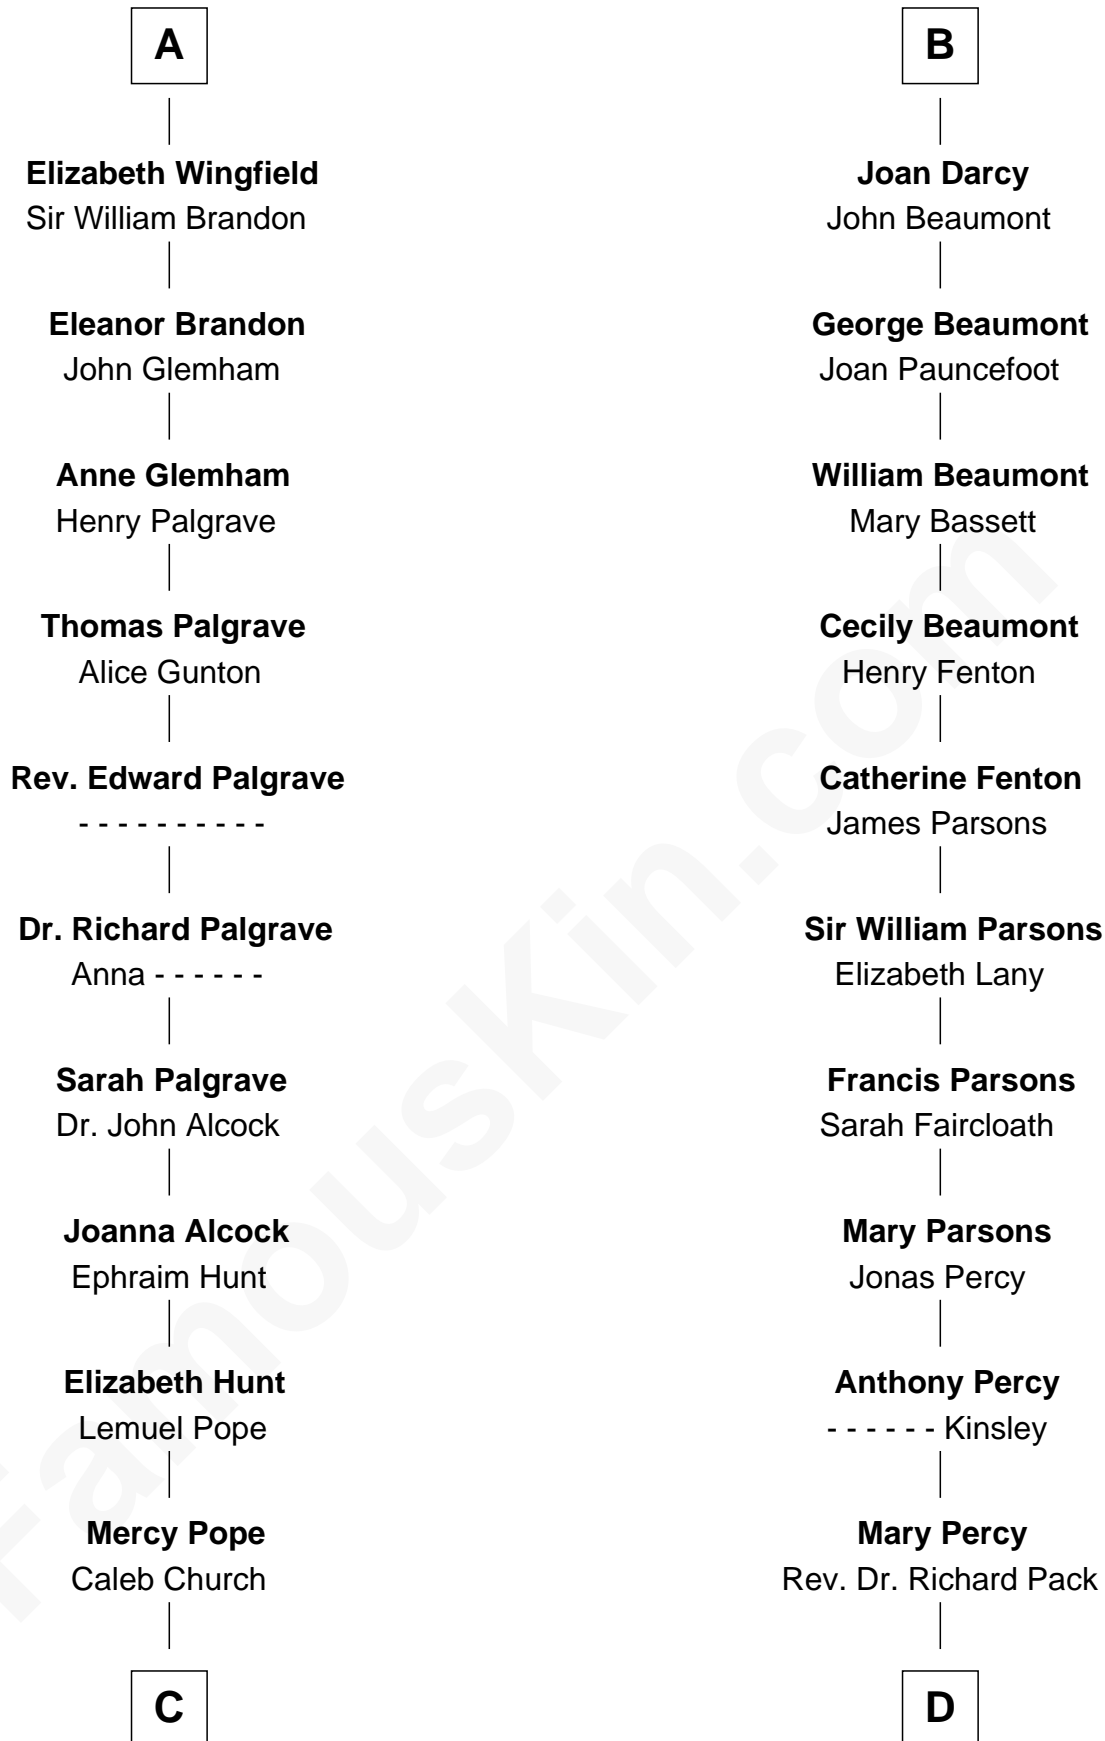 A
Elizabeth Wingfield
Sir William Brandon
Eleanor Brandon
John Glemham
Anne Glemham
Henry Palgrave
Thomas Palgrave
Alice Gunton
Rev. Edward Palgrave
- - - - - - - - - -
Dr. Richard Palgrave
Anna - - - - - -
Sarah Palgrave
Dr. John Alcock
Joanna Alcock
Ephraim Hunt
Elizabeth Hunt
Lemuel Pope
Mercy Pope
Caleb Church
C
B
Joan Darcy
John Beaumont
George Beaumont
Joan Pauncefoot
William Beaumont
Mary Bassett
Cecily Beaumont
Henry Fenton
Catherine Fenton
James Parsons
Sir William Parsons
Elizabeth Lany
Francis Parsons
Sarah Faircloath
Mary Parsons
Jonas Percy
Anthony Percy
- - - - - - Kinsley
Mary Percy
Rev. Dr. Richard Pack
D
FamousKin.com